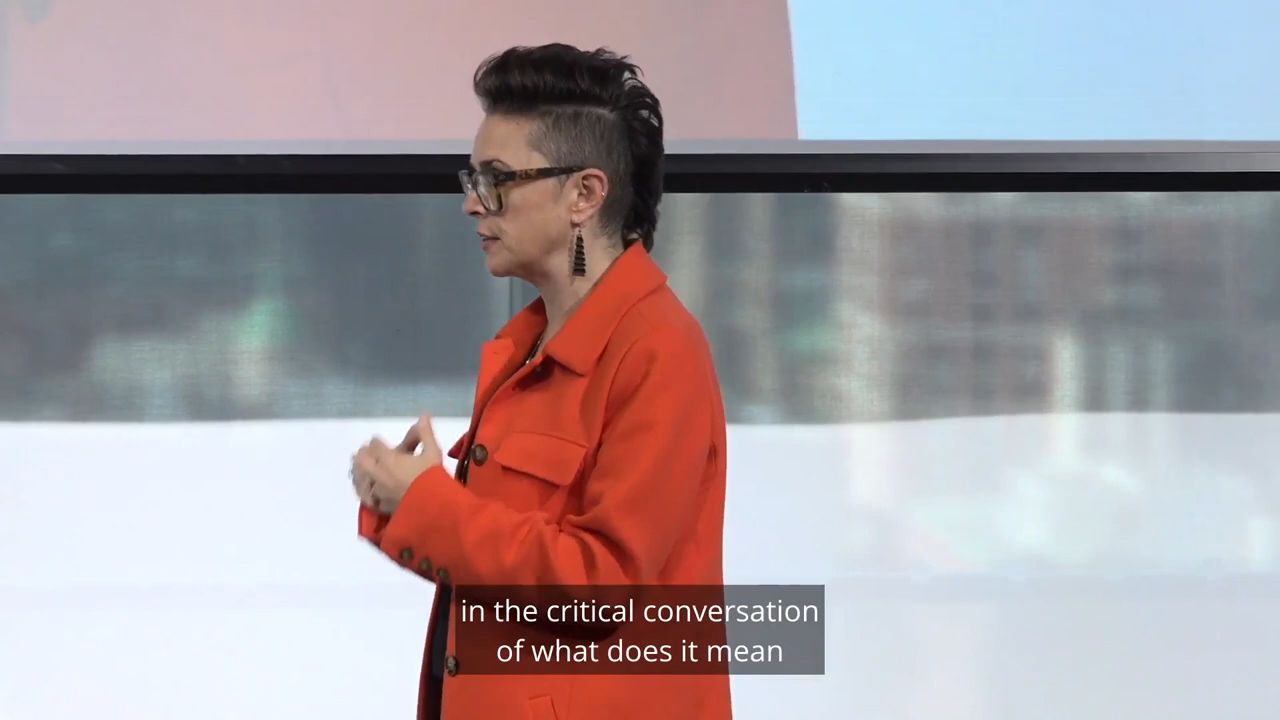 in the critical conversation
of what does it mean